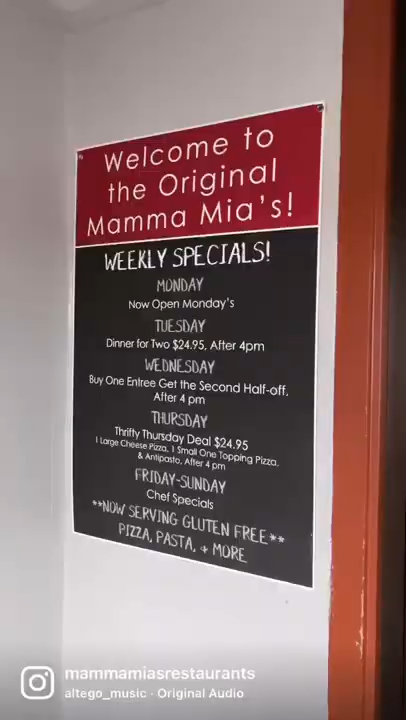 Welcome to
the Original
Mamma Mia's!
WEEKLY SPECIALS!
MONDAY
Now Open Monday's
TUESDAY
Dinner for Two $24.95, After 4pm
WEDNESDAY
Buy One Entree Get the Second Half-off,
After 4 pm
THURSDAY
Thrifty Thursday Deal $24.95
1 Large Cheese Pizza, 1 Small One Topping Pizza,
& Antipasto, After 4 pm
FRIDAY-SUNDAY
Chef Specials
**NOW SERVING GLUTEN FREE**
PIZZA, PASTA, & MORE
mammamiasrestaurants
altego_music · Original Audio